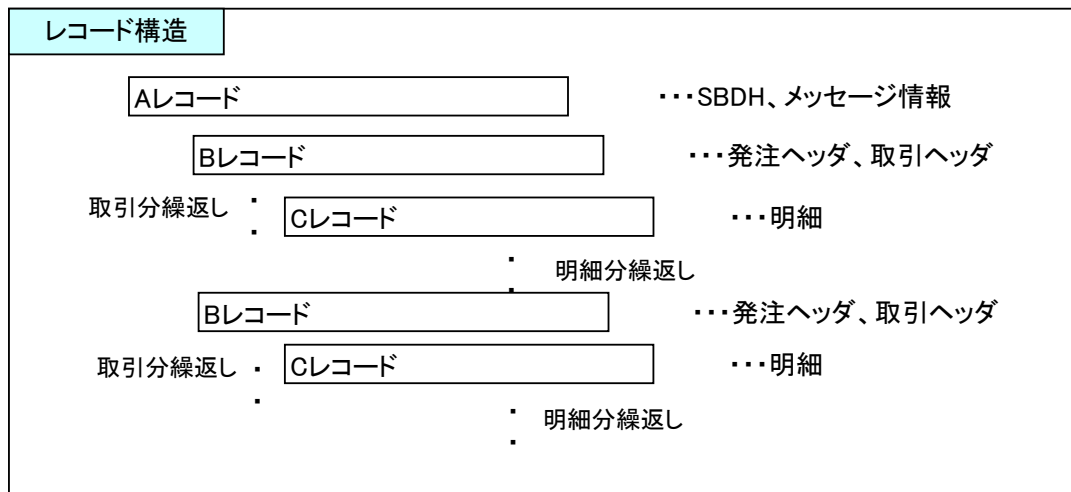 レコード構造
Aレコード ・・・SBDH、メッセージ情報
Bレコード ・・・発注ヘッダ、取引ヘッダ
取引分繰返し
Cレコード ・・・明細
明細分繰返し
Bレコード ・・・発注ヘッダ、取引ヘッダ
取引分繰返し
Cレコード ・・・明細
明細分繰返し